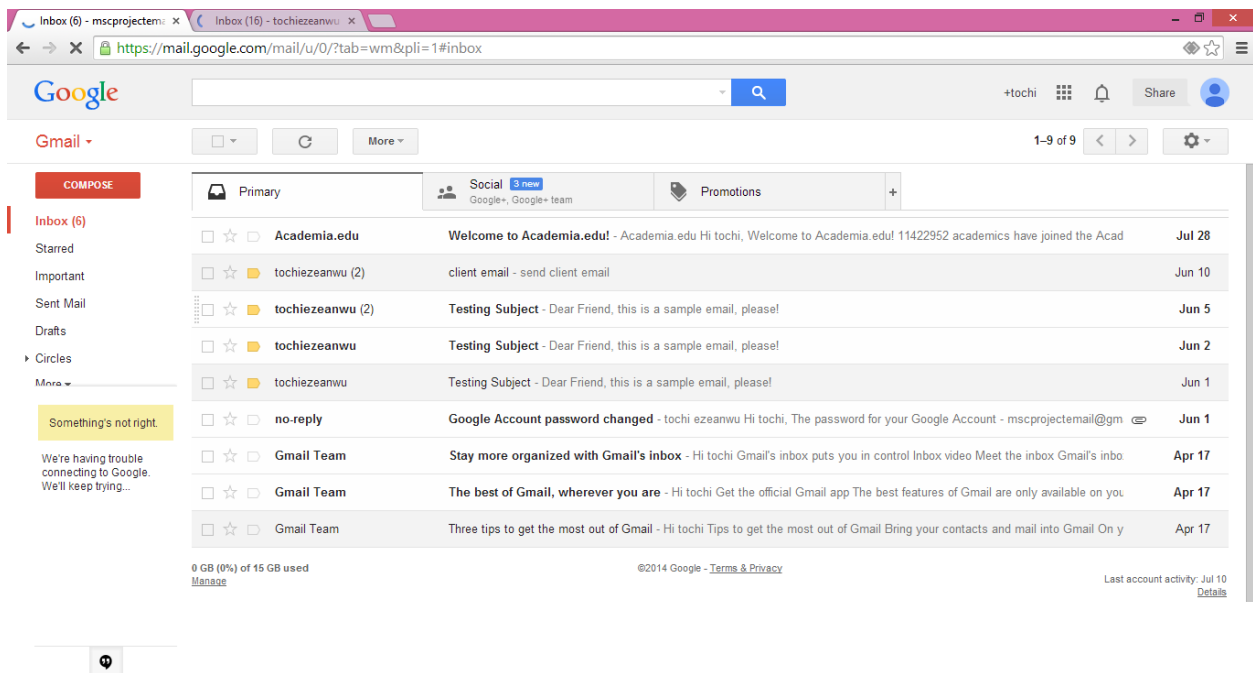 Inbox (6) - mscprojectema × Inbox (16) - tochiezeanwu ×
https://mail.google.com/mail/u/0/?tab=wm&pli=1#inbox
Google +tochi Share
Gmail More 1–9 of 9
COMPOSE
Primary Social 3 new Promotions +
Google+, Google+ team
Inbox (6)
Starred
Important
Sent Mail
Drafts
Circles
More
Academia.edu Welcome to Academia.edu! - Academia.edu Hi tochi, Welcome to Academia.edu! 11422952 academics have joined the Acad Jul 28
tochiezeanwu (2) client email - send client email Jun 10
tochiezeanwu (2) Testing Subject - Dear Friend, this is a sample email, please! Jun 5
tochiezeanwu Testing Subject - Dear Friend, this is a sample email, please! Jun 2
tochiezeanwu Testing Subject - Dear Friend, this is a sample email, please! Jun 1
no-reply Google Account password changed - tochi ezeanwu Hi tochi, The password for your Google Account - mscprojectemail@gm Jun 1
Gmail Team Stay more organized with Gmail's inbox - Hi tochi Gmail's inbox puts you in control Inbox video Meet the inbox Gmail's inbo Apr 17
Gmail Team The best of Gmail, wherever you are - Hi tochi Get the official Gmail app The best features of Gmail are only available on you Apr 17
Gmail Team Three tips to get the most out of Gmail - Hi tochi Tips to get the most out of Gmail Bring your contacts and mail into Gmail On y Apr 17
Something's not right.
We're having trouble
connecting to Google.
We'll keep trying...
0 GB (0%) of 15 GB used
Manage
©2014 Google - Terms & Privacy
Last account activity: Jul 10
Details